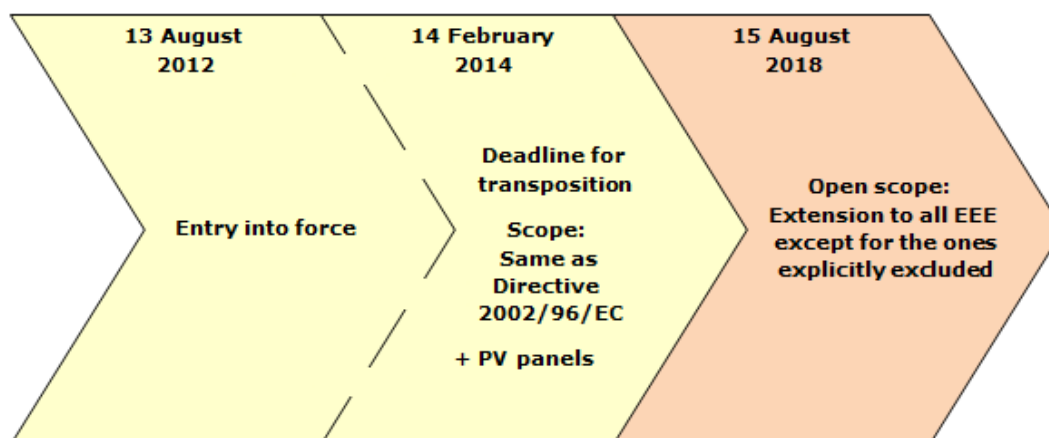 13 August
2012
Entry into force
14 February
2014
Deadline for
transposition
Scope:
Same as
Directive
2002/96/EC
+ PV panels
15 August
2018
Open scope:
Extension to all EEE
except for the ones
explicitly excluded